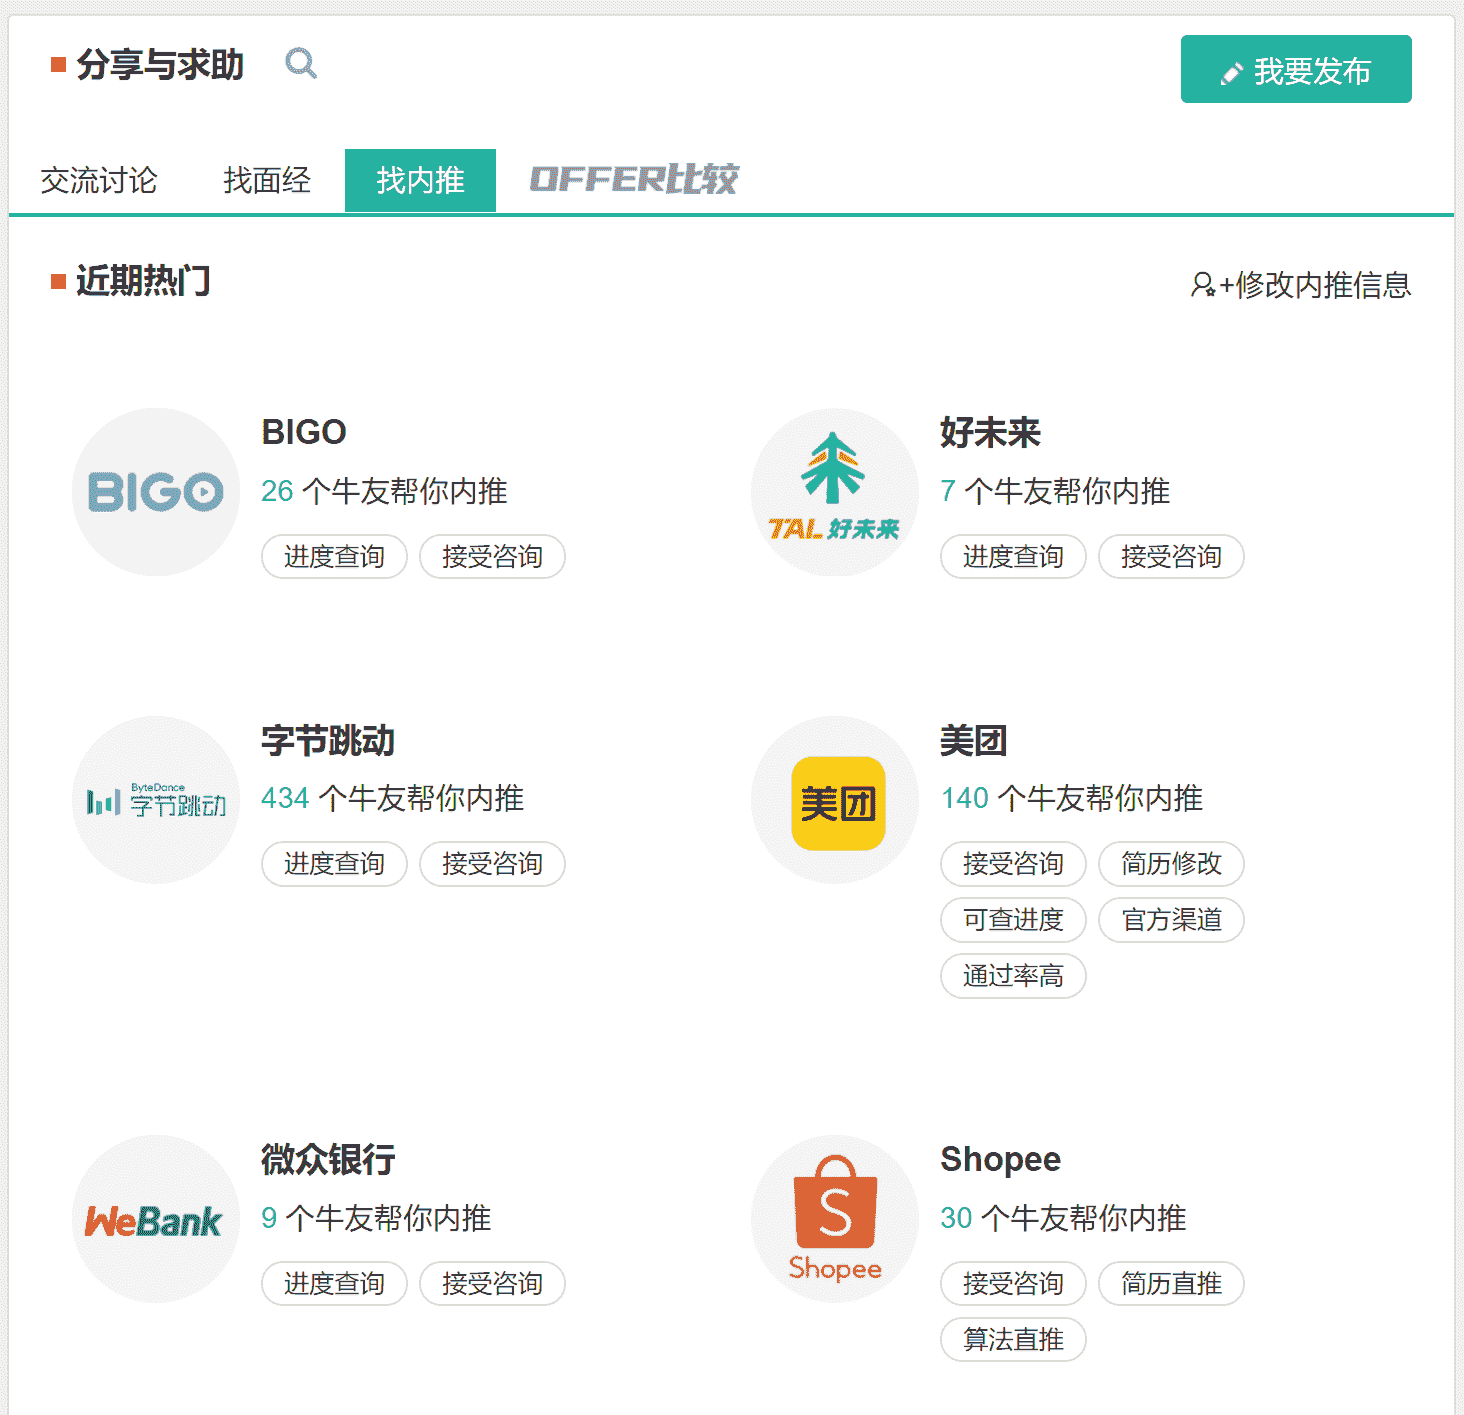 分享与求助
我要发布
交流讨论 找面经 找内推 OFFER比较
近期热门
+修改内推信息
BIGO
BIGO
26 个牛友帮你内推
进度查询 接受咨询
TAL 好未来
好未来
7 个牛友帮你内推
进度查询 接受咨询
ByteDance
字节跳动
字节跳动
434 个牛友帮你内推
进度查询 接受咨询
美团
美团
140 个牛友帮你内推
接受咨询 简历修改
可查进度 官方渠道
通过率高
WeBank
微众银行
9 个牛友帮你内推
进度查询 接受咨询
S
Shopee
Shopee
30 个牛友帮你内推
接受咨询 简历直推
算法直推